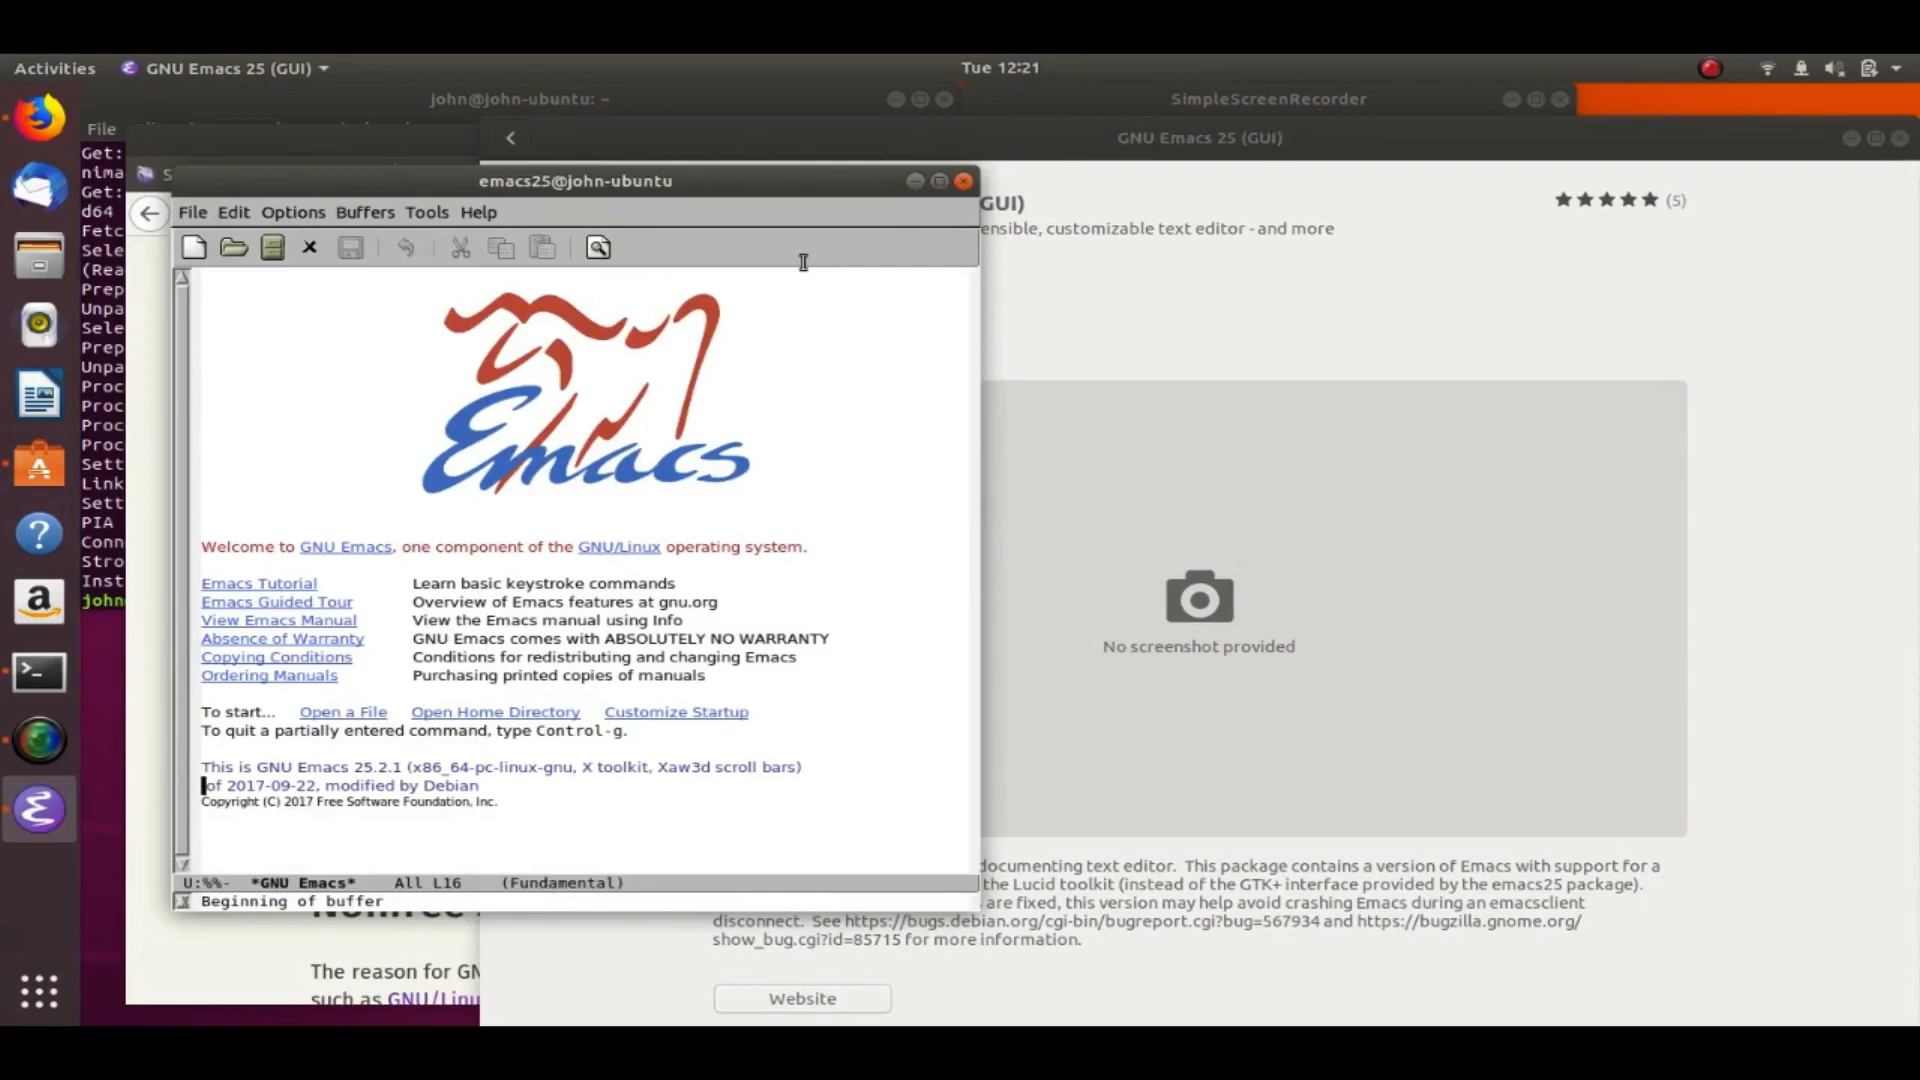 Activities
GNU Emacs 25 (GUI)
Tue 12:21
john@john-ubuntu: ~
SimpleScreenRecorder
File
GNU Emacs 25 (GUI)
Get:
nima
Get:
d64
Fetc
Sele
(Rea
Prep
Unpa
Sele
Prep
Unpa
Proc
Proc
Proc
Proc
Sett
Link
Sett
PIA
Conn
Stro
Inst
john
S
emacs25@john-ubuntu
File Edit Options Buffers Tools Help
Emacs
Welcome to GNU Emacs, one component of the GNU/Linux operating system.
Emacs Tutorial Learn basic keystroke commands
Emacs Guided Tour Overview of Emacs features at gnu.org
View Emacs Manual View the Emacs manual using Info
Absence of Warranty GNU Emacs comes with ABSOLUTELY NO WARRANTY
Copying Conditions Conditions for redistributing and changing Emacs
Ordering Manuals Purchasing printed copies of manuals
To start... Open a File Open Home Directory Customize Startup
To quit a partially entered command, type Control-g.
This is GNU Emacs 25.2.1 (x86_64-pc-linux-gnu, X toolkit, Xaw3d scroll bars)
of 2017-09-22, modified by Debian
Copyright (C) 2017 Free Software Foundation, Inc.
U:%%- *GNU Emacs* All L16 (Fundamental)
Beginning of buffer
The reason for GN
such as GNU/Linu
GUI)
(5)
ensible, customizable text editor - and more
No screenshot provided
documenting text editor. This package contains a version of Emacs with support for a
the Lucid toolkit (instead of the GTK+ interface provided by the emacs25 package).
are fixed, this version may help avoid crashing Emacs during an emacsclient
disconnect. See https://bugs.debian.org/cgi-bin/bugreport.cgi?bug=567934 and https://bugzilla.gnome.org/
show_bug.cgi?id=85715 for more information.
Website